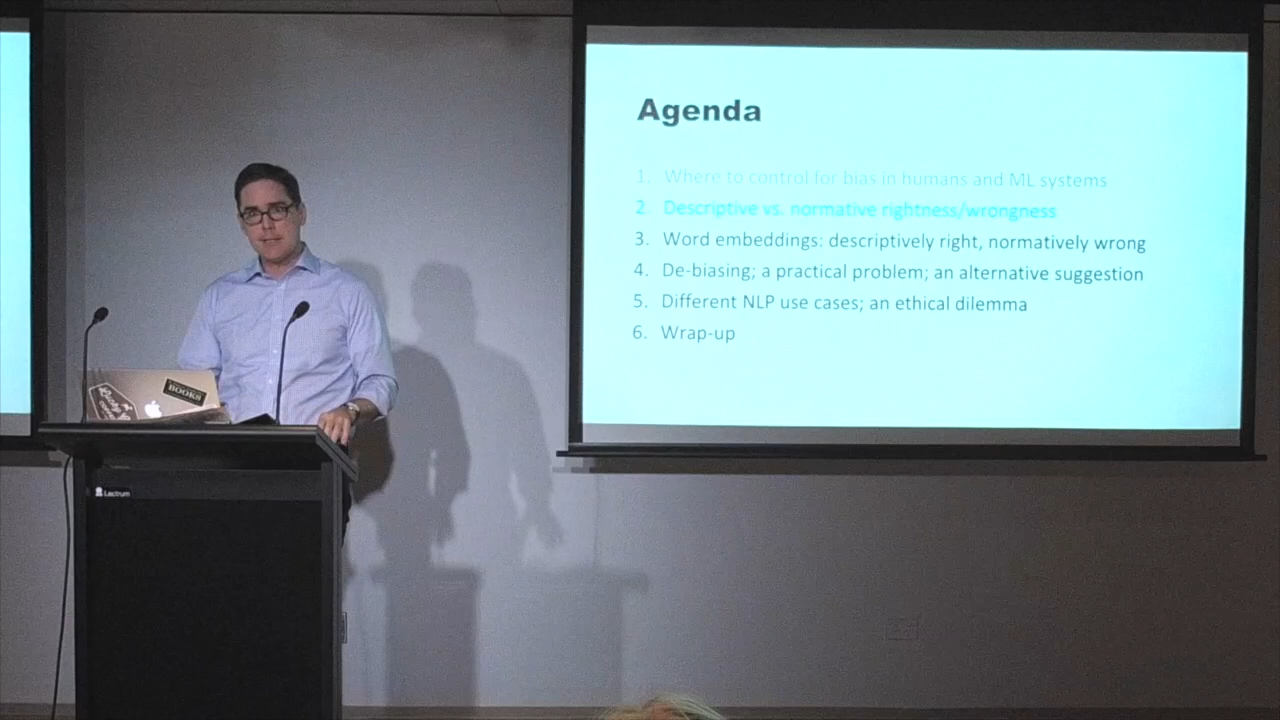 Agenda
1. Where to control for bias in humans and ML systems
2. Descriptive vs. normative rightness/wrongness
3. Word embeddings: descriptively right, normatively wrong
4. De-biasing; a practical problem; an alternative suggestion
5. Different NLP use cases; an ethical dilemma
6. Wrap-up
BOOKS
Lectrum